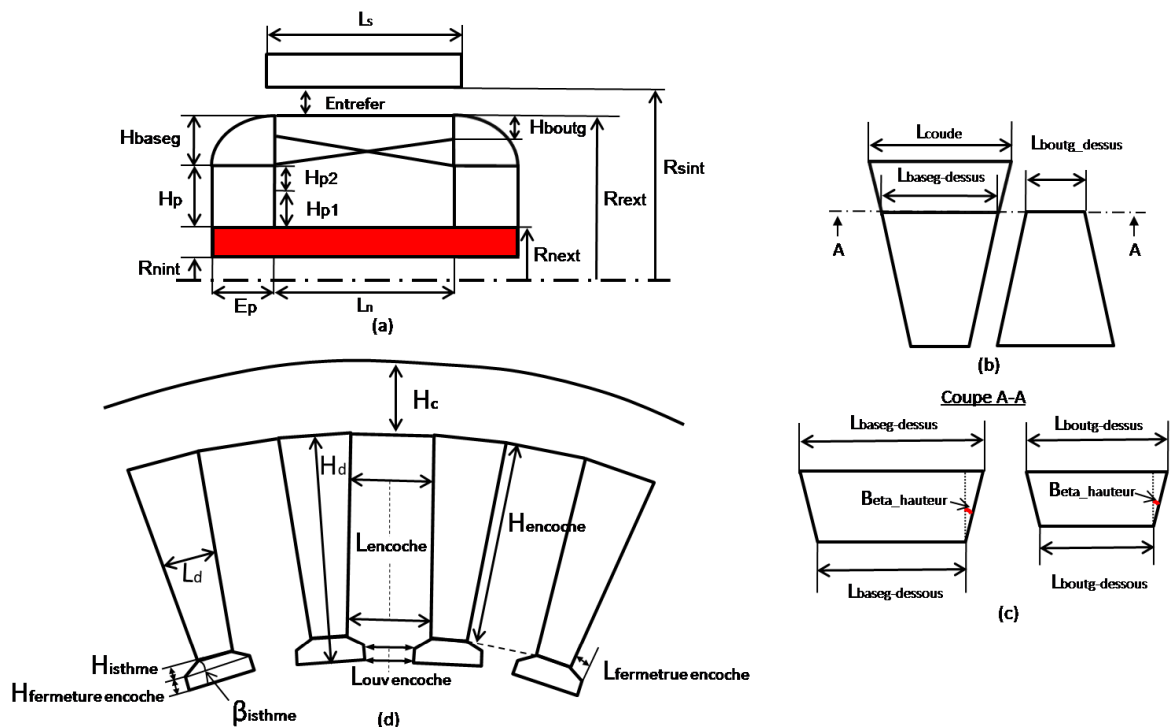 Ls
Entrefer
Hbaseg
Hboutg
Rsint
Hp2
Hp
Hp1
Rrext
Rnext
Rnint
Ep
Ln
(a)
Lcoude
Lboutg_dessus
Lbaseg-dessus
A
A
(b)
Coupe A-A
Lbaseg-dessus
Lboutg-dessus
Beta_hauteur
Beta_hauteur
Lbaseg-dessous
Lboutg-dessous
(c)
Hc
Hd
Hencoche
Lencoche
Ld
Histhme
Hfermeture encoche
βisthme
Louv encoche
Lfermetrue encoche
(d)